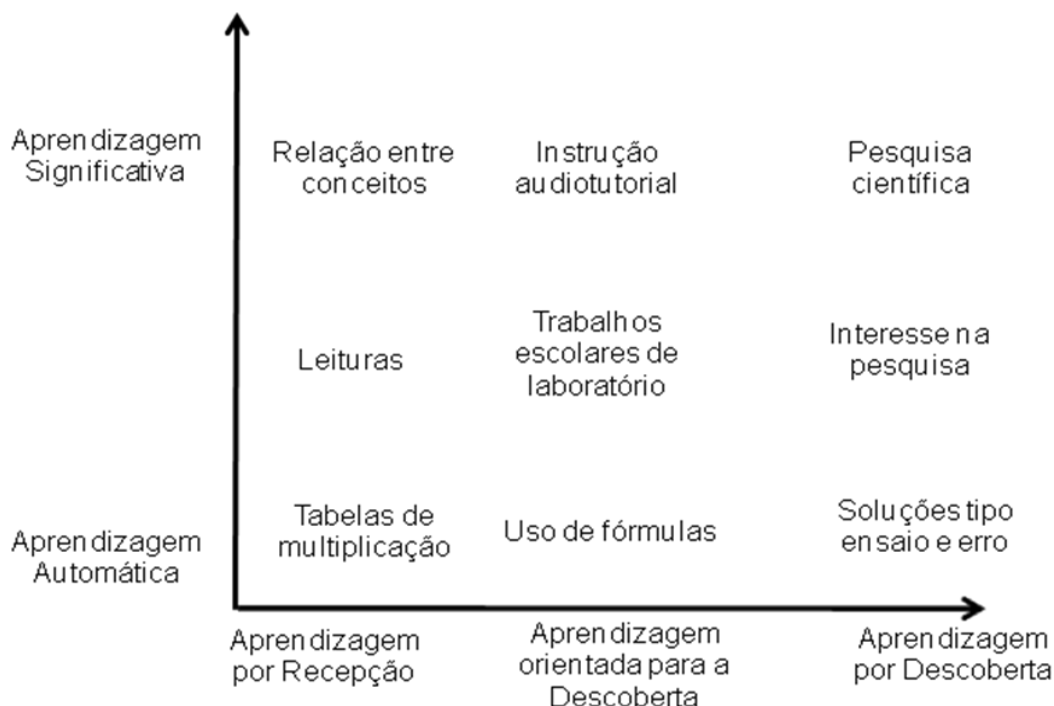 Aprendizagem
Significativa
Relação entre
conceitos
Instrução
audiotutorial
Pesquisa
científica
Leituras
Trabalhos
escolares de
laboratório
Interesse na
pesquisa
Aprendizagem
Automática
Tabelas de
multiplicação
Uso de fórmulas
Soluções tipo
ensaio e erro
Aprendizagem
por Recepção
Aprendizagem
orientada para a
Descoberta
Aprendizagem
por Descoberta